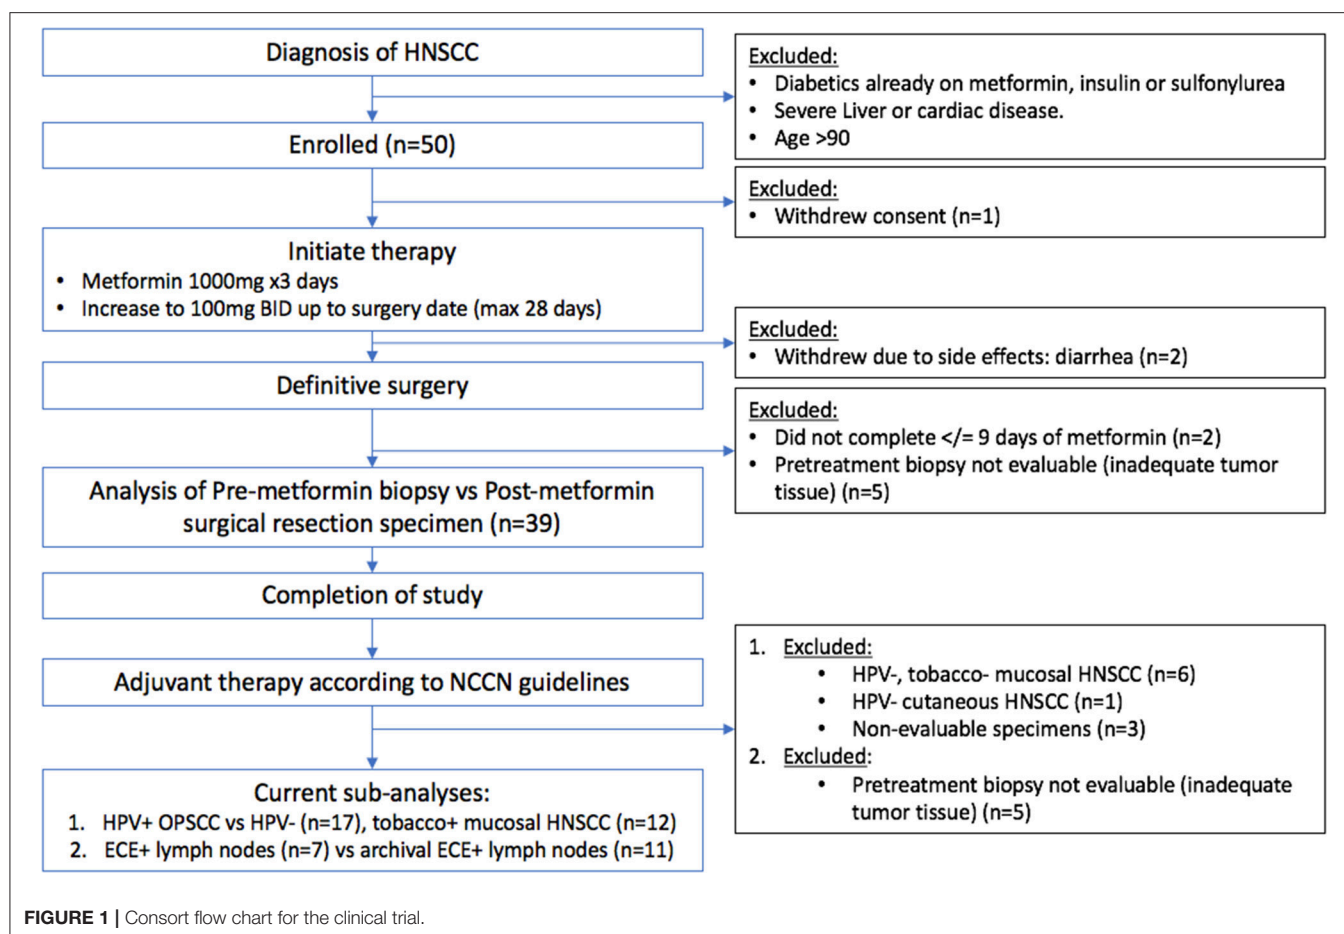 Diagnosis of HNSCC
Excluded:
• Diabetics already on metformin, insulin or sulfonylurea
• Severe Liver or cardiac disease.
• Age >90
Enrolled (n=50)
Excluded:
• Withdrew consent (n=1)
Initiate therapy
• Metformin 1000mg x3 days
• Increase to 100mg BID up to surgery date (max 28 days)
Excluded:
• Withdrew due to side effects: diarrhea (n=2)
Definitive surgery
Excluded:
• Did not complete </= 9 days of metformin (n=2)
• Pretreatment biopsy not evaluable (inadequate tumor
tissue) (n=5)
Analysis of Pre-metformin biopsy vs Post-metformin
surgical resection specimen (n=39)
Completion of study
Adjuvant therapy according to NCCN guidelines
1. Excluded:
• HPV-, tobacco- mucosal HNSCC (n=6)
• HPV- cutaneous HNSCC (n=1)
• Non-evaluable specimens (n=3)
2. Excluded:
• Pretreatment biopsy not evaluable (inadequate
tumor tissue) (n=5)
Current sub-analyses:
1. HPV+ OPSCC vs HPV- (n=17), tobacco+ mucosal HNSCC (n=12)
2. ECE+ lymph nodes (n=7) vs archival ECE+ lymph nodes (n=11)
FIGURE 1 | Consort flow chart for the clinical trial.